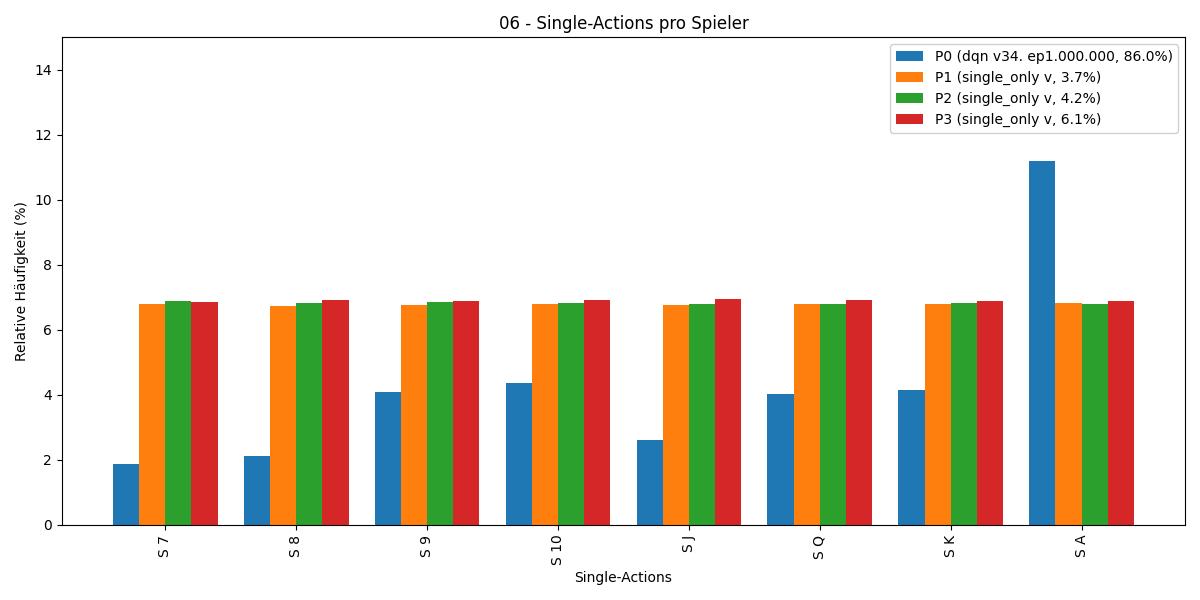 06 - Single-Actions pro Spieler
P0 (dqn v34. ep1.000.000, 86.0%)
P1 (single_only v, 3.7%)
P2 (single_only v, 4.2%)
P3 (single_only v, 6.1%)
Relative Häufigkeit (%)
14
12
10
8
6
4
2
0
S 7
S 8
S 9
S 10
S J
S Q
S K
S A
Single-Actions